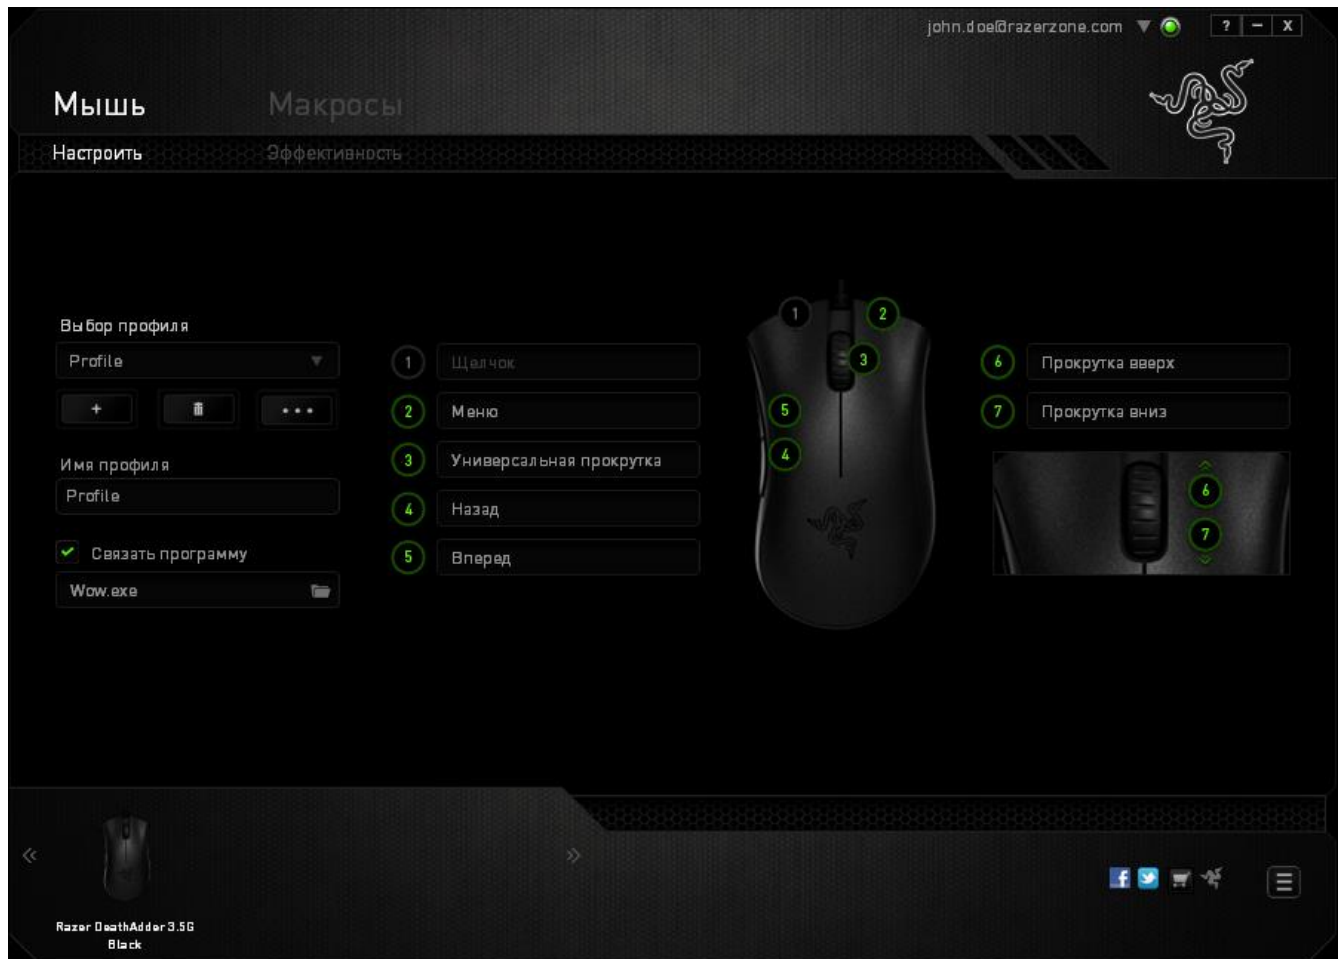 john.doe@razerzone.com
? – X
Мышь
Макросы
Настроить
Эффективность
Выбор профиля
Profile
+
Имя профиля
Profile
Связать программу
Wow.exe
1 Щелчок
2 Меню
3 Универсальная прокрутка
4 Назад
5 Вперед
1
2
3
5
4
6 Прокрутка вверх
7 Прокрутка вниз
6
7
Razer DeathAdder 3.5G
Black